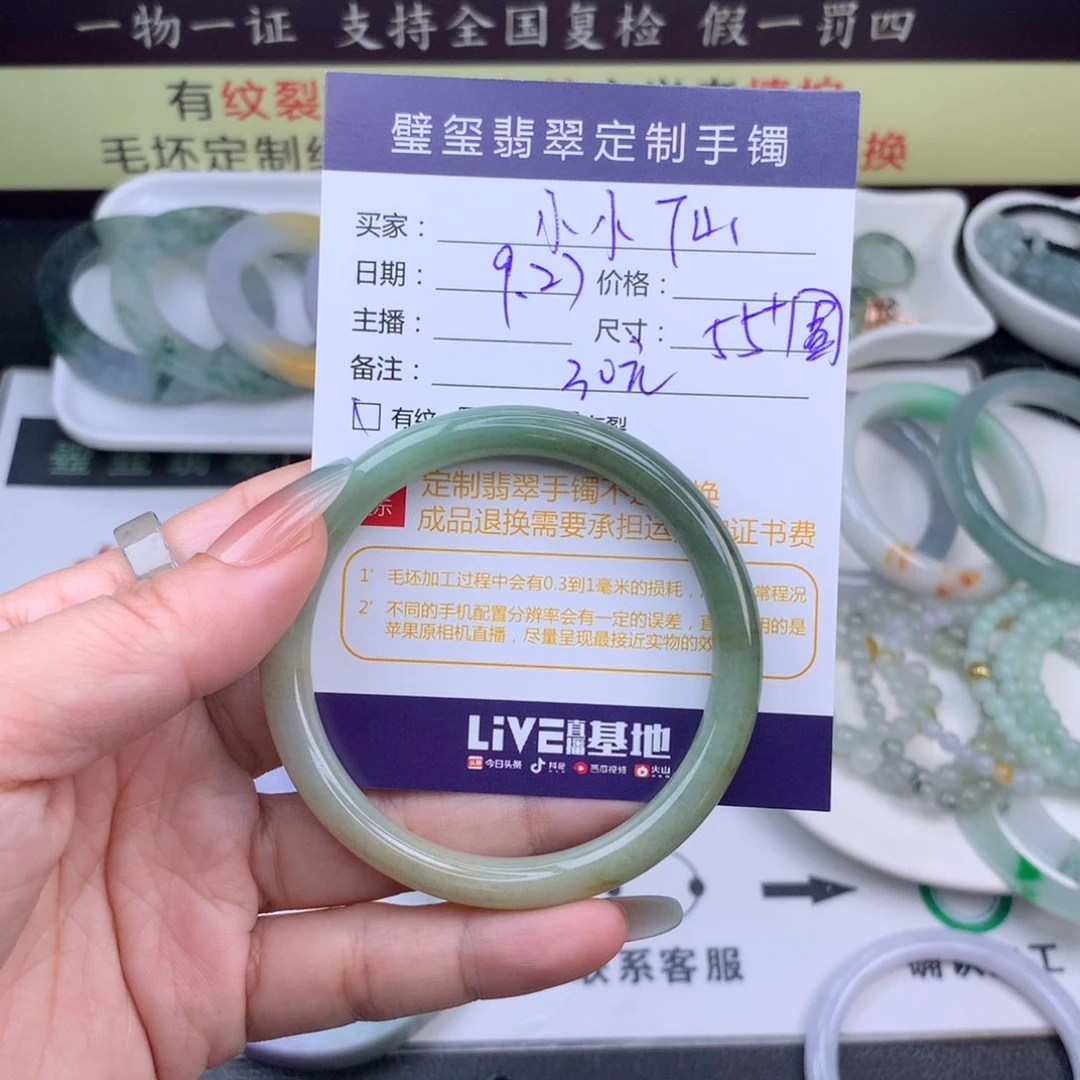 一物一证 支持全国复检 假一罚四
有纹裂
毛坯定制 换
璧玺翡翠定制手镯
买家：小小丫山
日期：9.27 价格：
主播： 尺寸：55+圆
备注：30元
有纹 裂
定制翡翠手镯不 换
成品退换需要承担运 证书费
1' 毛坯加工过程中会有0.3到1毫米的损耗， 常程况
2' 不同的手机配置分辨率会有一定的误差，直 用的是
苹果原相机直播，尽量呈现最接近实物的效
LiVE直播基地
头条 今日头条 抖音 西瓜视频 火山
联系客服 确认 工